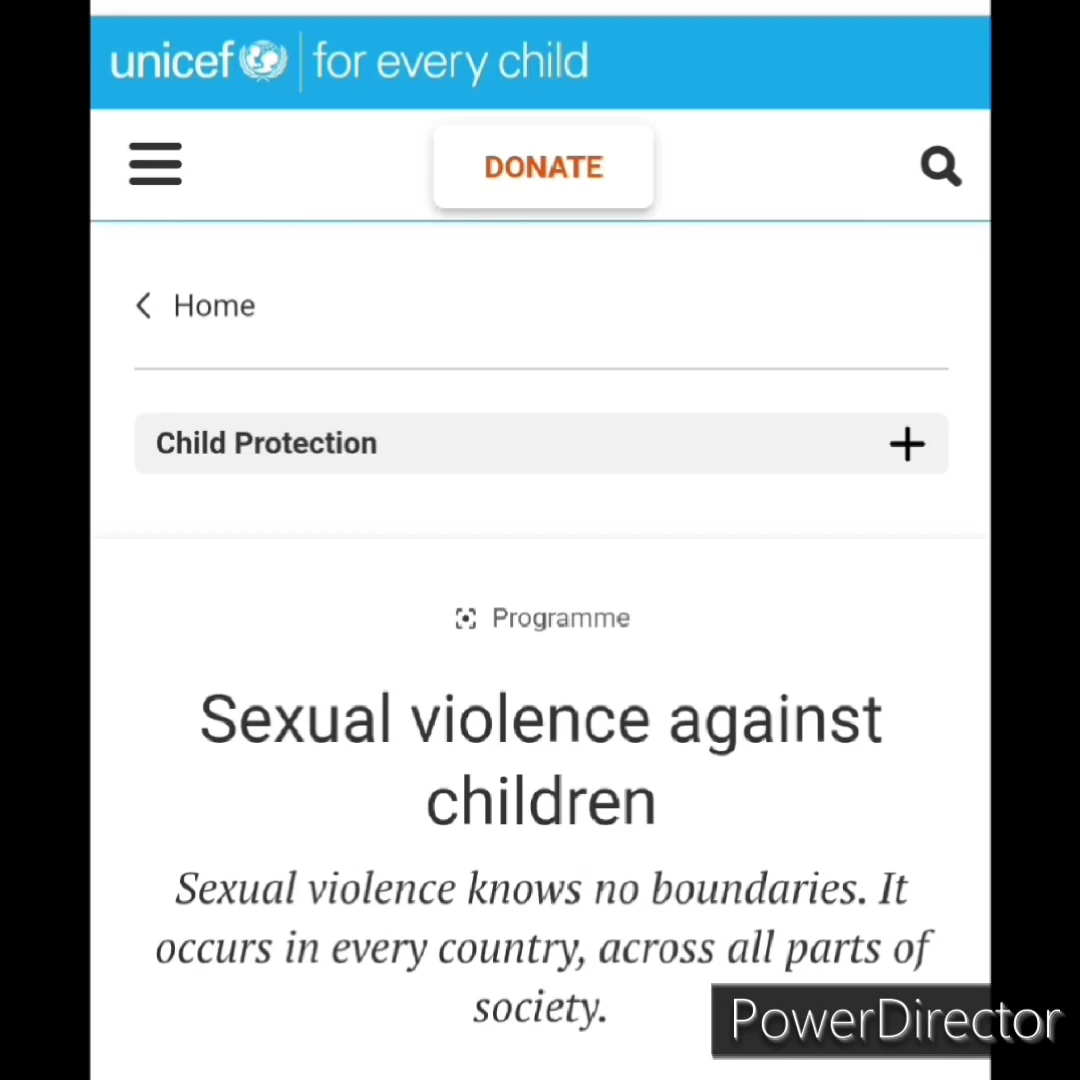 unicef for every child
DONATE
Home
Child Protection
Programme
Sexual violence against
children
Sexual violence knows no boundaries. It
occurs in every country, across all parts of
society.
PowerDirector